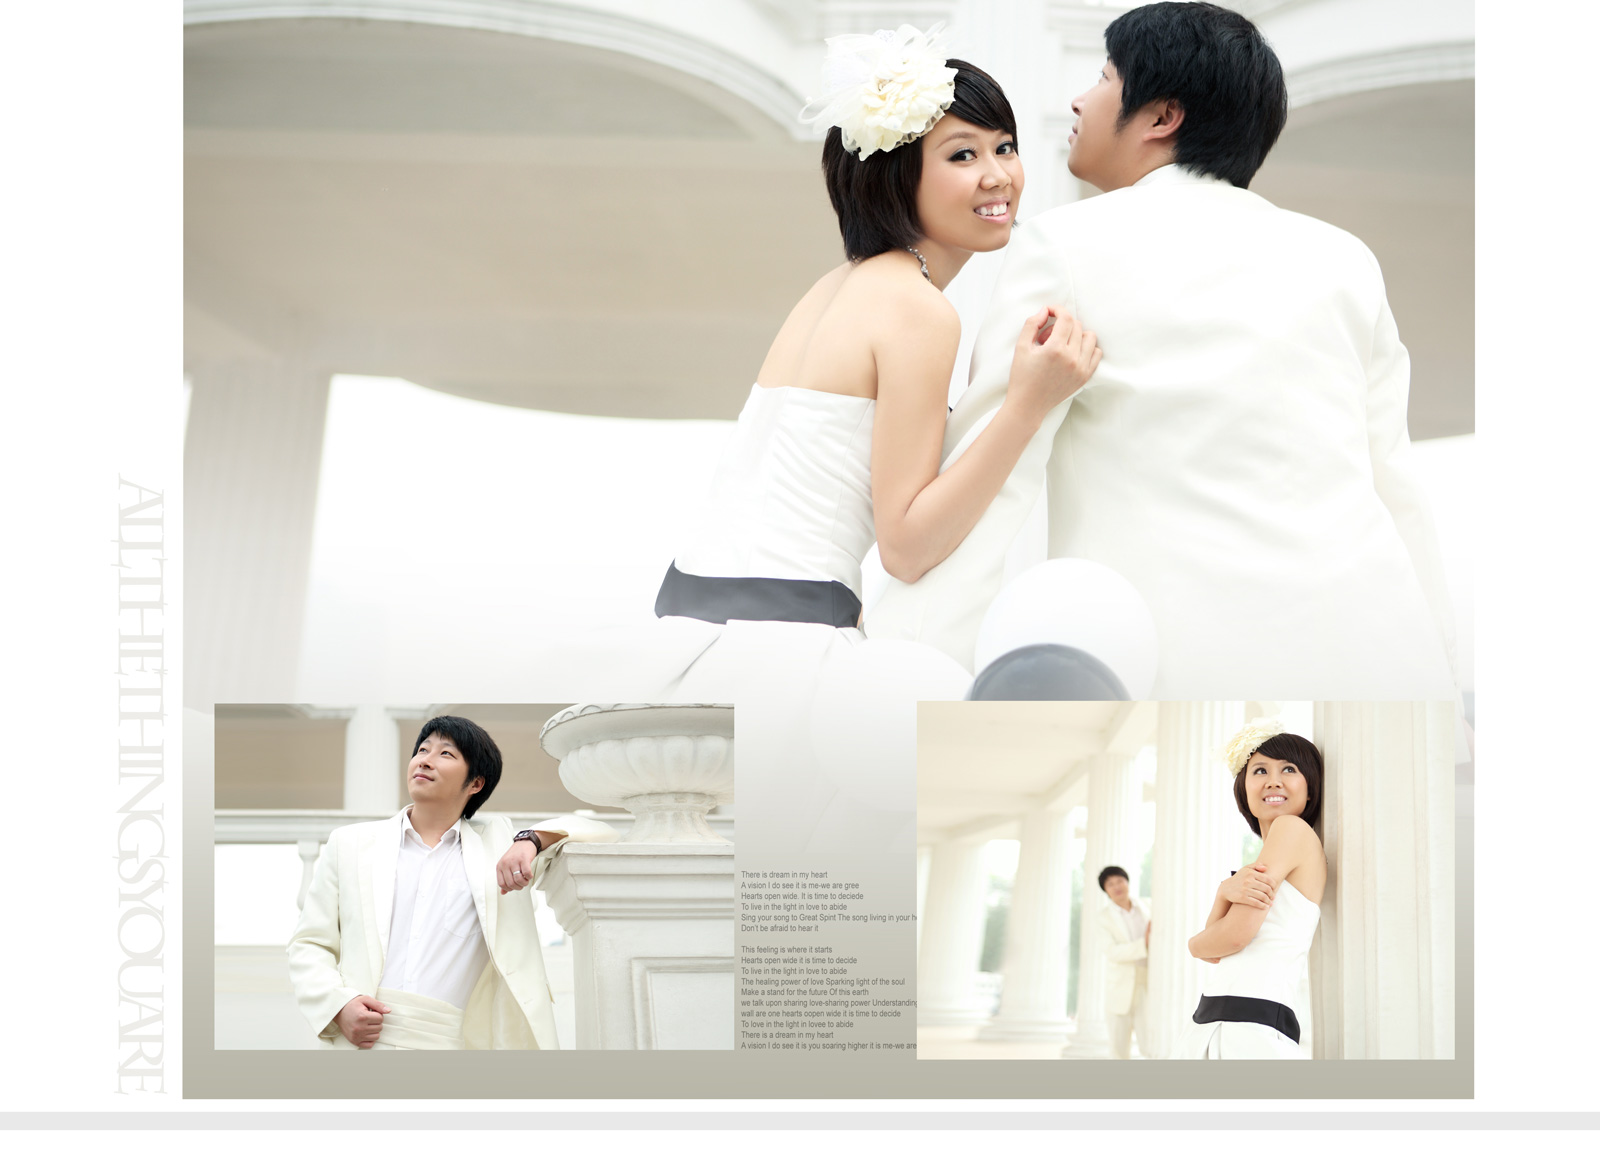 ALLTHETHINGSYOUARE
There is dream in my heart
A vision I do see it is me-we are gree
Hearts open wide. It is time to deciede
To live in the light in love to abide
Sing your song to Great Spint The song living in your
Don't be afraid to hear it
This feeling is where it starts
Hearts open wide it is time to decide
To live in the light in love to abide
The healing power of love Sparking light of the soul
Make a stand for the future Of this earth
we talk upon sharing love-sharing power Understanding
wall are one hearts oopen wide it is time to decide
To love in the light in lovee to abide
There is a dream in my heart
A vision I do see it is you soaring higher it is me-we are